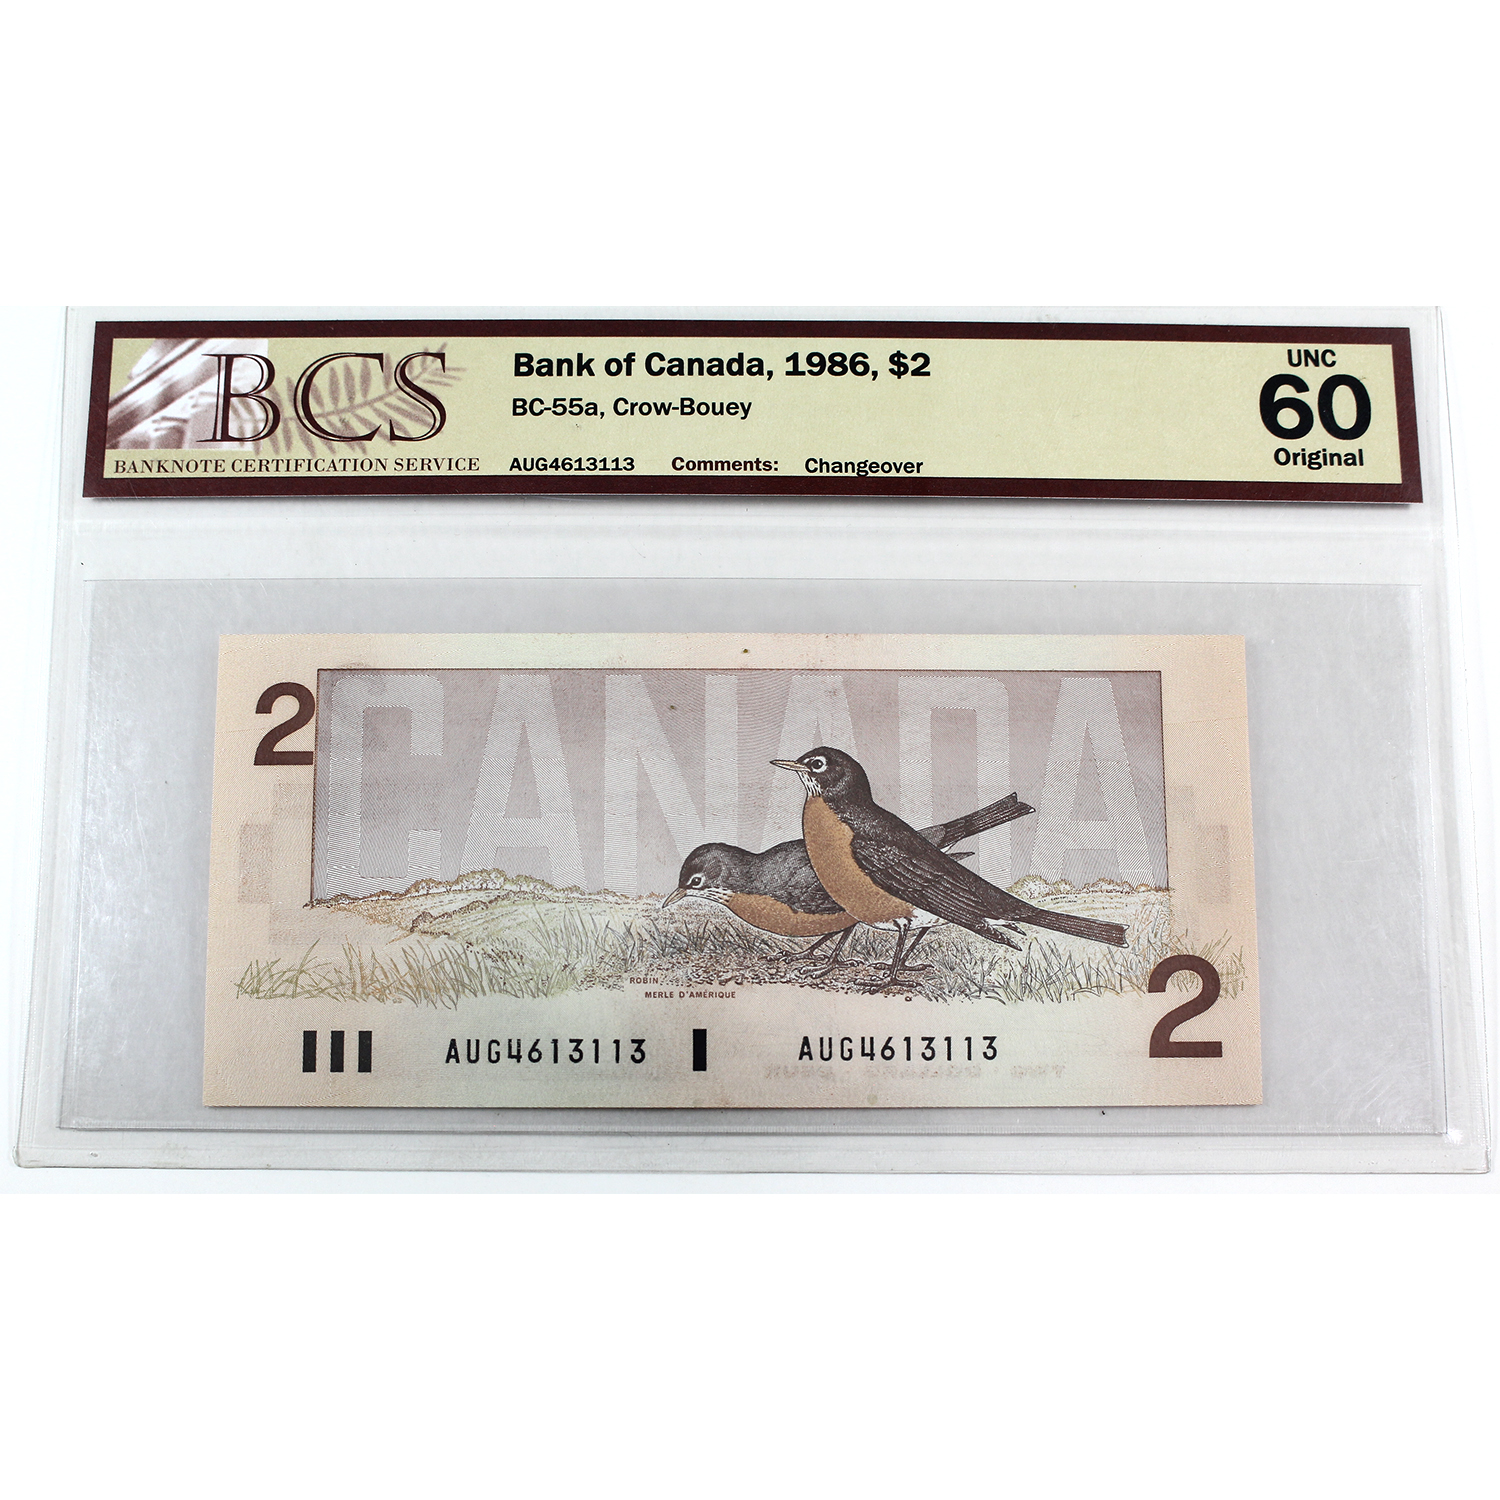 BCS
BANKNOTE CERTIFICATION SERVICE
Bank of Canada, 1986, $2
BC-55a, Crow-Bouey
AUG4613113 Comments: Changeover
UNC
60
Original
2
CANADA
ROBIN
MERLE D'AMÉRIQUE
AUG4613113 AUG4613113
2